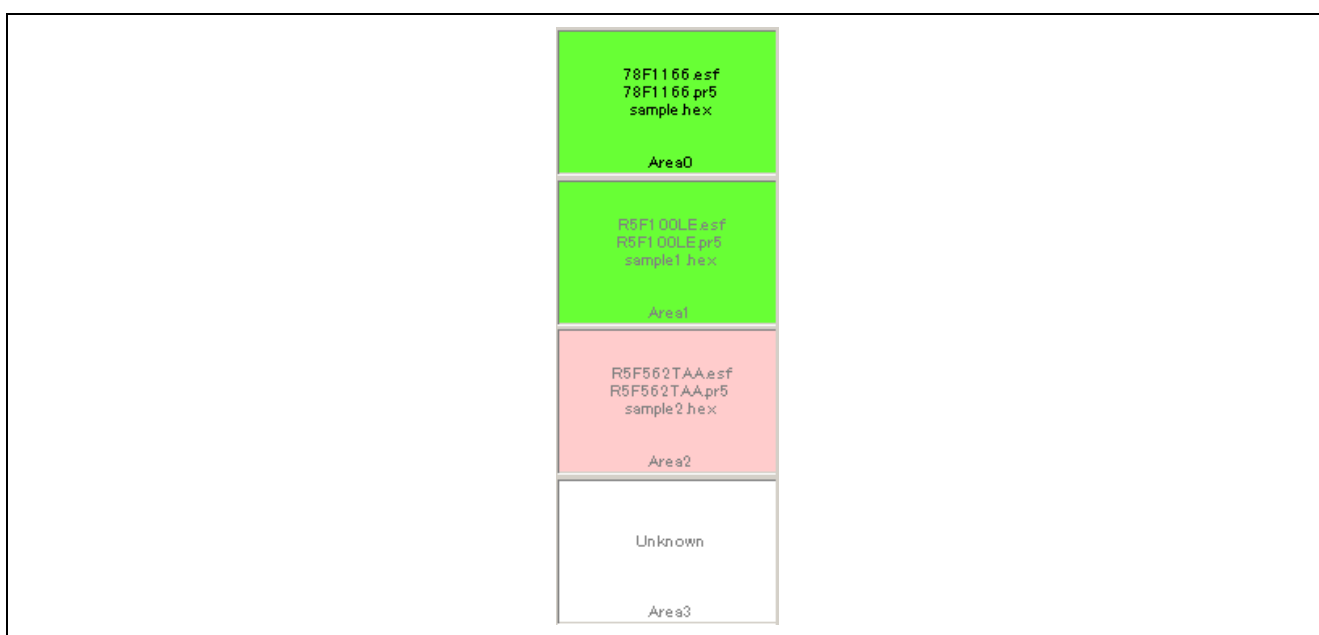 78F1166.esf
78F1166.pr5
sample.hex
Area0
R5F100LE.esf
R5F100LE.pr5
sample1.hex
Area1
R5F562TAA.esf
R5F562TAA.pr5
sample2.hex
Area2
Unknown
Area3